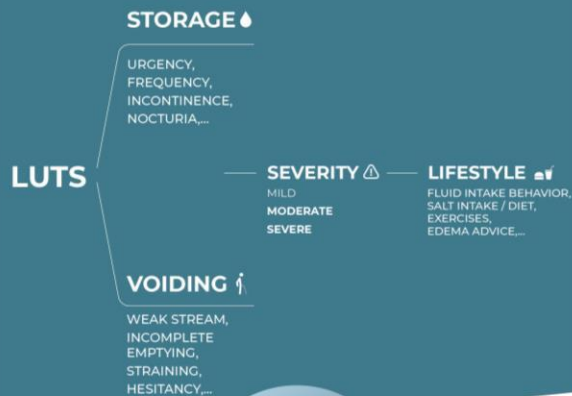 STORAGE
URGENCY,
FREQUENCY,
INCONTINENCE,
NOCTURIA,...
LUTS
SEVERITY
MILD
MODERATE
SEVERE
LIFESTYLE
FLUID INTAKE BEHAVIOR,
SALT INTAKE / DIET,
EXERCISES,
EDEMA ADVICE,...
VOIDING
WEAK STREAM,
INCOMPLETE
EMPTYING,
STRAINING,
HESITANCY,...